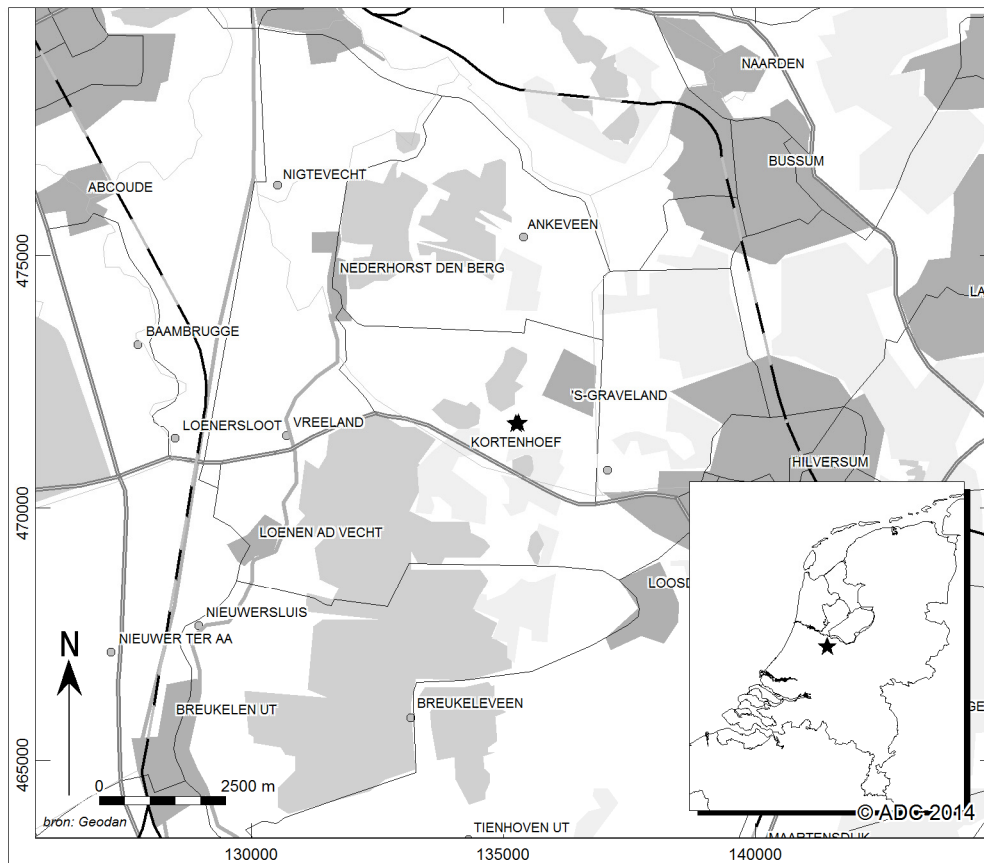 NAARDEN
BUSSUM
ABCOUDE
NIGTEVECHT
ANKEVEEN
475000
NEDERHORST DEN BERG
LA
BAAMBRUGGE
'S-GRAVELAND
LOENERSLOOT
VREELAND
KORTENHOEF
HILVERSUM
470000
LOENEN AD VECHT
LOOSD
NIEUWERSLUIS
N
NIEUWER TER AA
BREUKELEN UT
BREUKELEVEEN
GE
465000
0
2500 m
bron: Geodan
© ADC 2014
TIENHOVEN UT
MAARTENSDIJK
130000
135000
140000